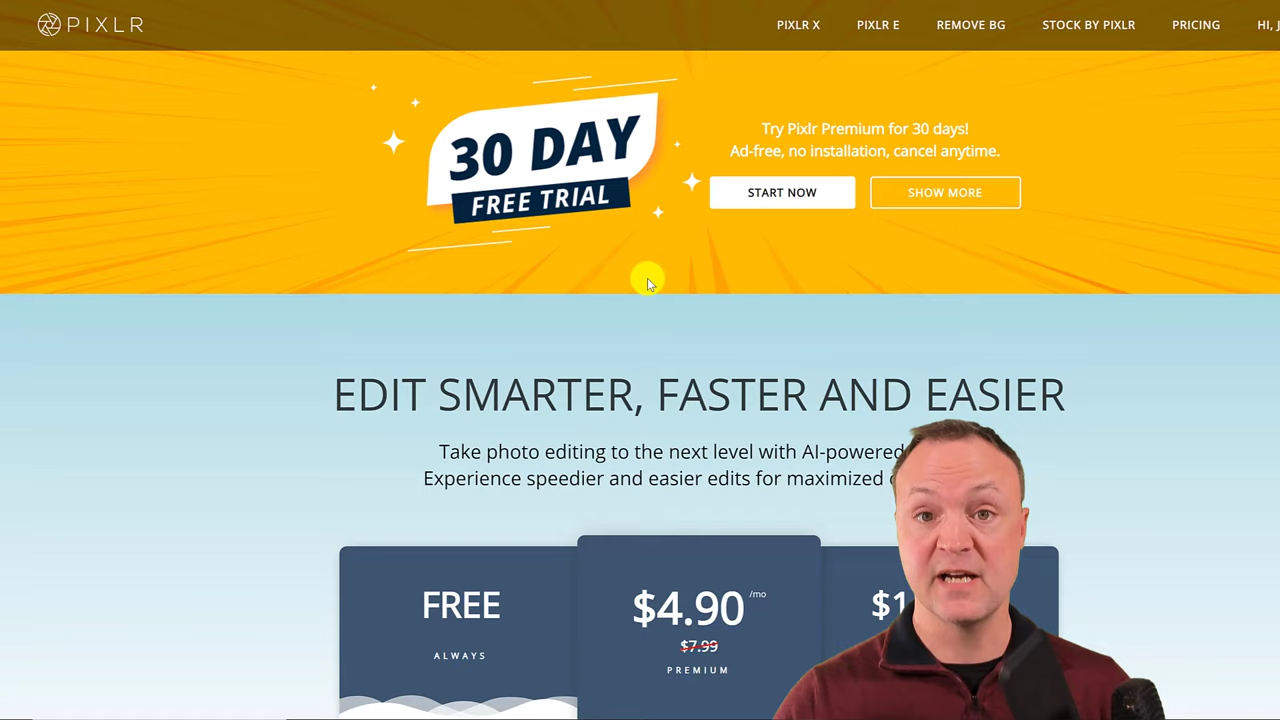 PIXLR
PIXLR X
PIXLR E
REMOVE BG
STOCK BY PIXLR
PRICING
HI,
30 DAY
FREE TRIAL
Try Pixlr Premium for 30 days!
Ad-free, no installation, cancel anytime.
START NOW
SHOW MORE
EDIT SMARTER, FASTER AND EASIER
Take photo editing to the next level with AI-powered
Experience speedier and easier edits for maximized
FREE
ALWAYS
$4.90 /mo
$7.99
PREMIUM
$1